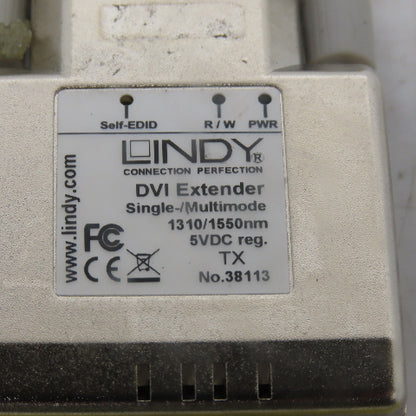 Self-EDID R / W PWR
LINDY®
CONNECTION PERFECTION
DVI Extender
Single-/Multimode
1310/1550nm
5VDC reg.
TX
No.38113
www.lindy.com
FC
CE